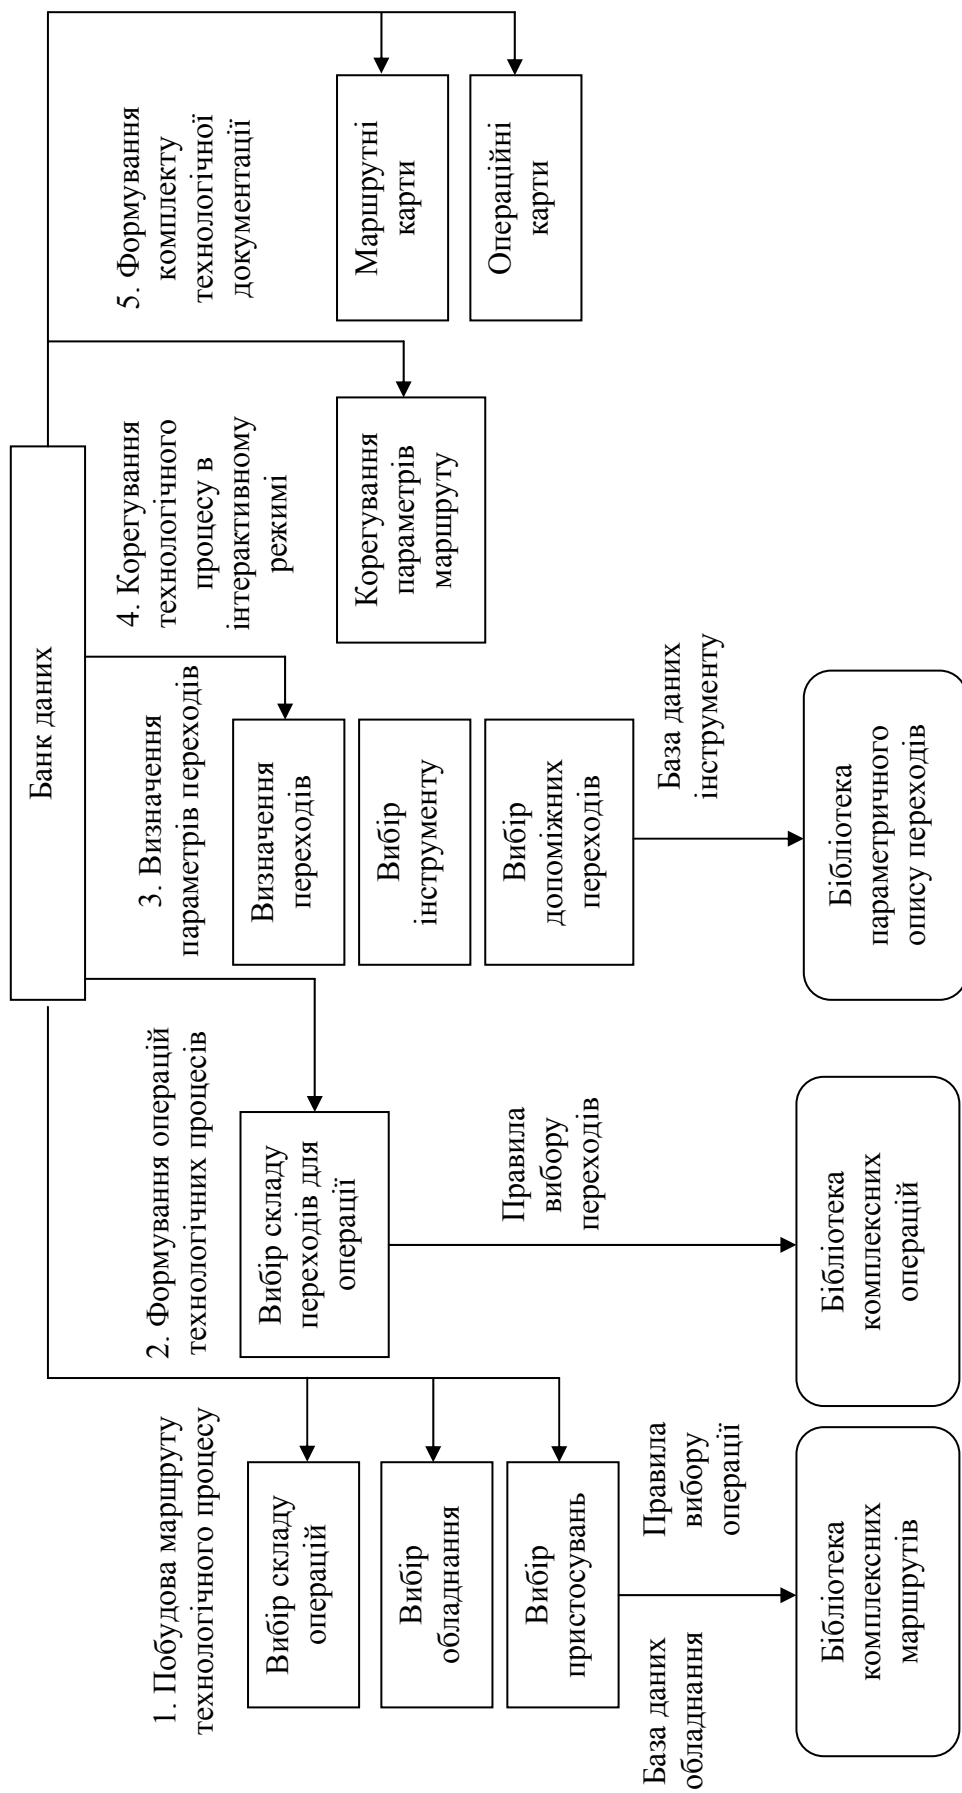 Банк даних
1. Побудова маршруту
технологічного процесу
Вибір складу
операцій
Вибір
обладнання
Вибір
пристосувань
База даних
обладнання
Правила
вибору
операції
Бібліотека
комплексних
маршрутів
2. Формування операцій
технологічних процесів
Вибір складу
переходів для
операції
Правила
вибору
переходів
Бібліотека
комплексних
операцій
3. Визначення
параметрів переходів
Визначення
переходів
Вибір
інструменту
Вибір
допоміжних
переходів
База даних
інструменту
Бібліотека
параметричного
опису переходів
4. Корегування
технологічного
процесу в
інтерактивному
режимі
Корегування
параметрів
маршруту
5. Формування
комплекту
технологічної
документації
Маршрутні
карти
Операційні
карти